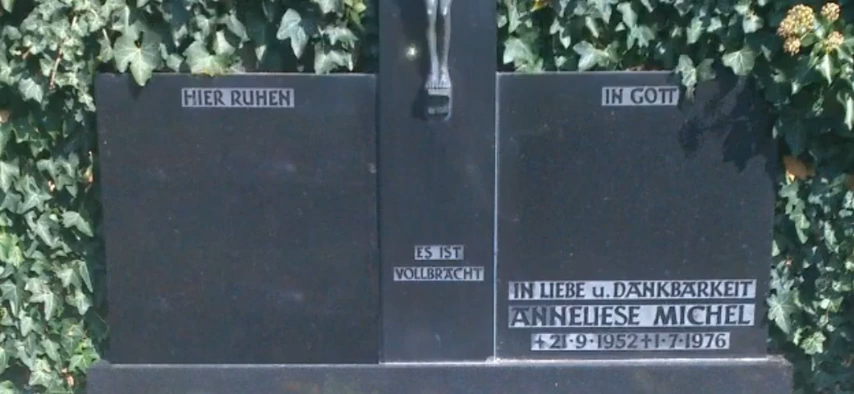 HIER RUHEN
IN GOTT
ES IST
VOLLBRACHT
IN LIEBE u. DANKBARKEIT
ANNELIESE MICHEL
+21·9·1952+1·7·1976